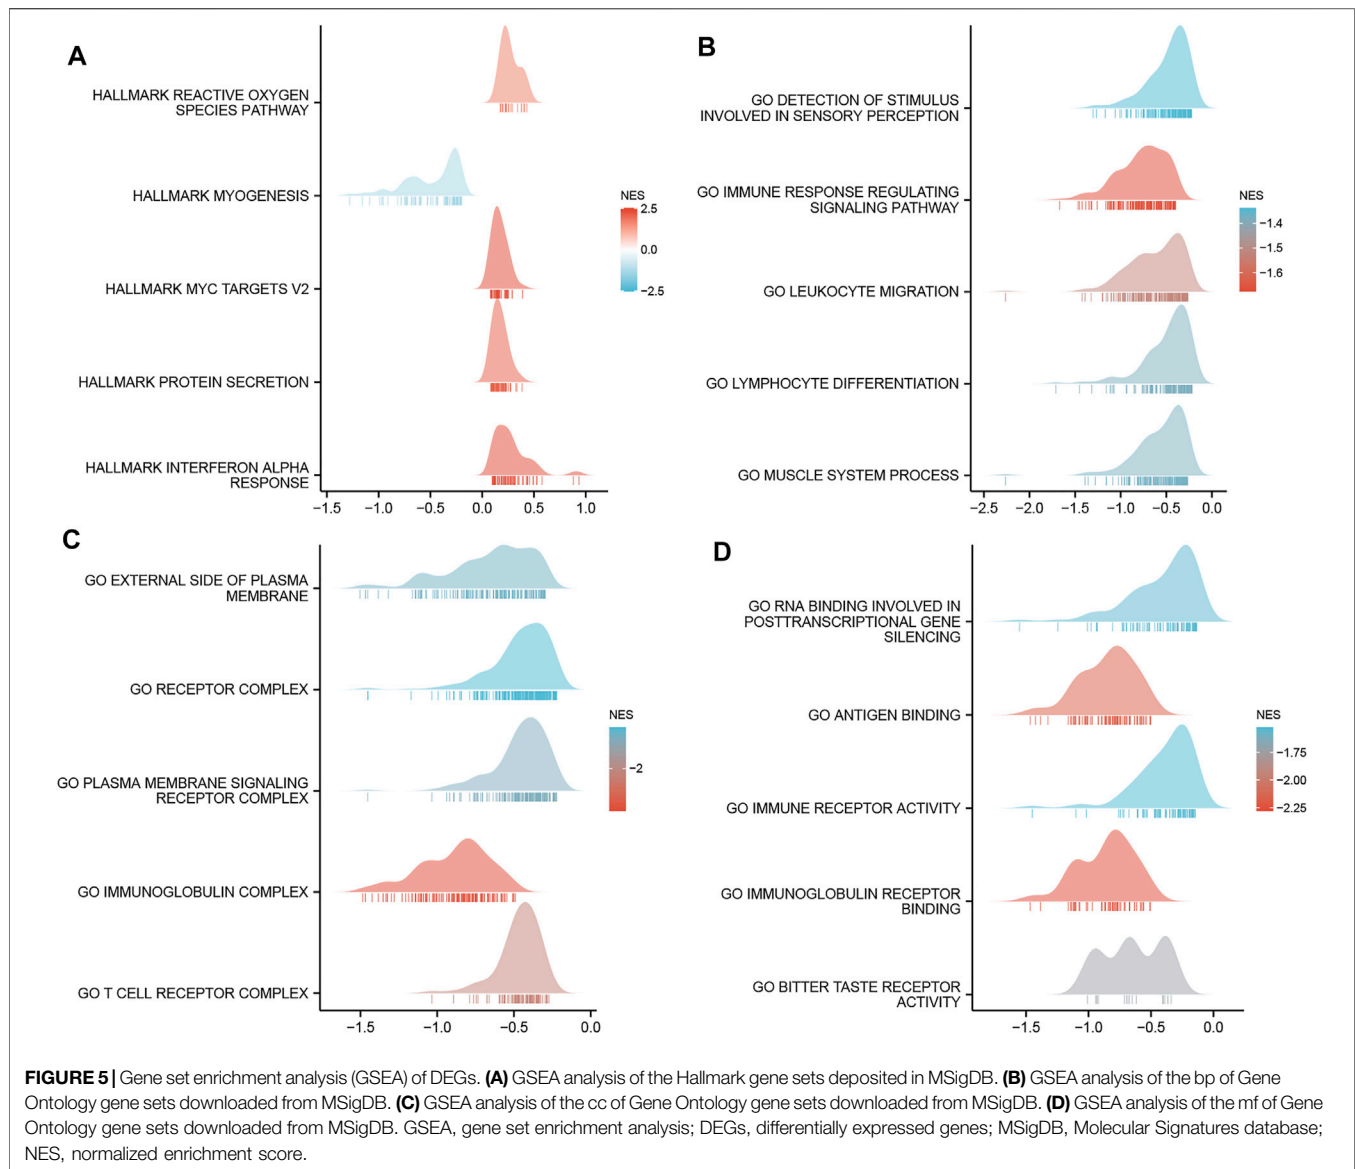 A
HALLMARK REACTIVE OXYGEN
SPECIES PATHWAY
HALLMARK MYOGENESIS
HALLMARK MYC TARGETS V2
HALLMARK PROTEIN SECRETION
HALLMARK INTERFERON ALPHA
RESPONSE
−1.5 −1.0 −0.5 0.0 0.5 1.0
NES
2.5
0.0
−2.5
B
GO DETECTION OF STIMULUS
INVOLVED IN SENSORY PERCEPTION
GO IMMUNE RESPONSE REGULATING
SIGNALING PATHWAY
GO LEUKOCYTE MIGRATION
GO LYMPHOCYTE DIFFERENTIATION
GO MUSCLE SYSTEM PROCESS
−2.5 −2.0 −1.5 −1.0 −0.5 0.0
NES
−1.4
−1.5
−1.6
C
GO EXTERNAL SIDE OF PLASMA
MEMBRANE
GO RECEPTOR COMPLEX
GO PLASMA MEMBRANE SIGNALING
RECEPTOR COMPLEX
GO IMMUNOGLOBULIN COMPLEX
GO T CELL RECEPTOR COMPLEX
−1.5 −1.0 −0.5 0.0
NES
−2
D
GO RNA BINDING INVOLVED IN
POSTTRANSCRIPTIONAL GENE
SILENCING
GO ANTIGEN BINDING
GO IMMUNE RECEPTOR ACTIVITY
GO IMMUNOGLOBULIN RECEPTOR
BINDING
GO BITTER TASTE RECEPTOR
ACTIVITY
−1.5 −1.0 −0.5 0.0
NES
−1.75
−2.00
−2.25
FIGURE 5 | Gene set enrichment analysis (GSEA) of DEGs. (A) GSEA analysis of the Hallmark gene sets deposited in MSigDB. (B) GSEA analysis of the bp of Gene
Ontology gene sets downloaded from MSigDB. (C) GSEA analysis of the cc of Gene Ontology gene sets downloaded from MSigDB. (D) GSEA analysis of the mf of Gene
Ontology gene sets downloaded from MSigDB. GSEA, gene set enrichment analysis; DEGs, differentially expressed genes; MSigDB, Molecular Signatures database;
NES, normalized enrichment score.